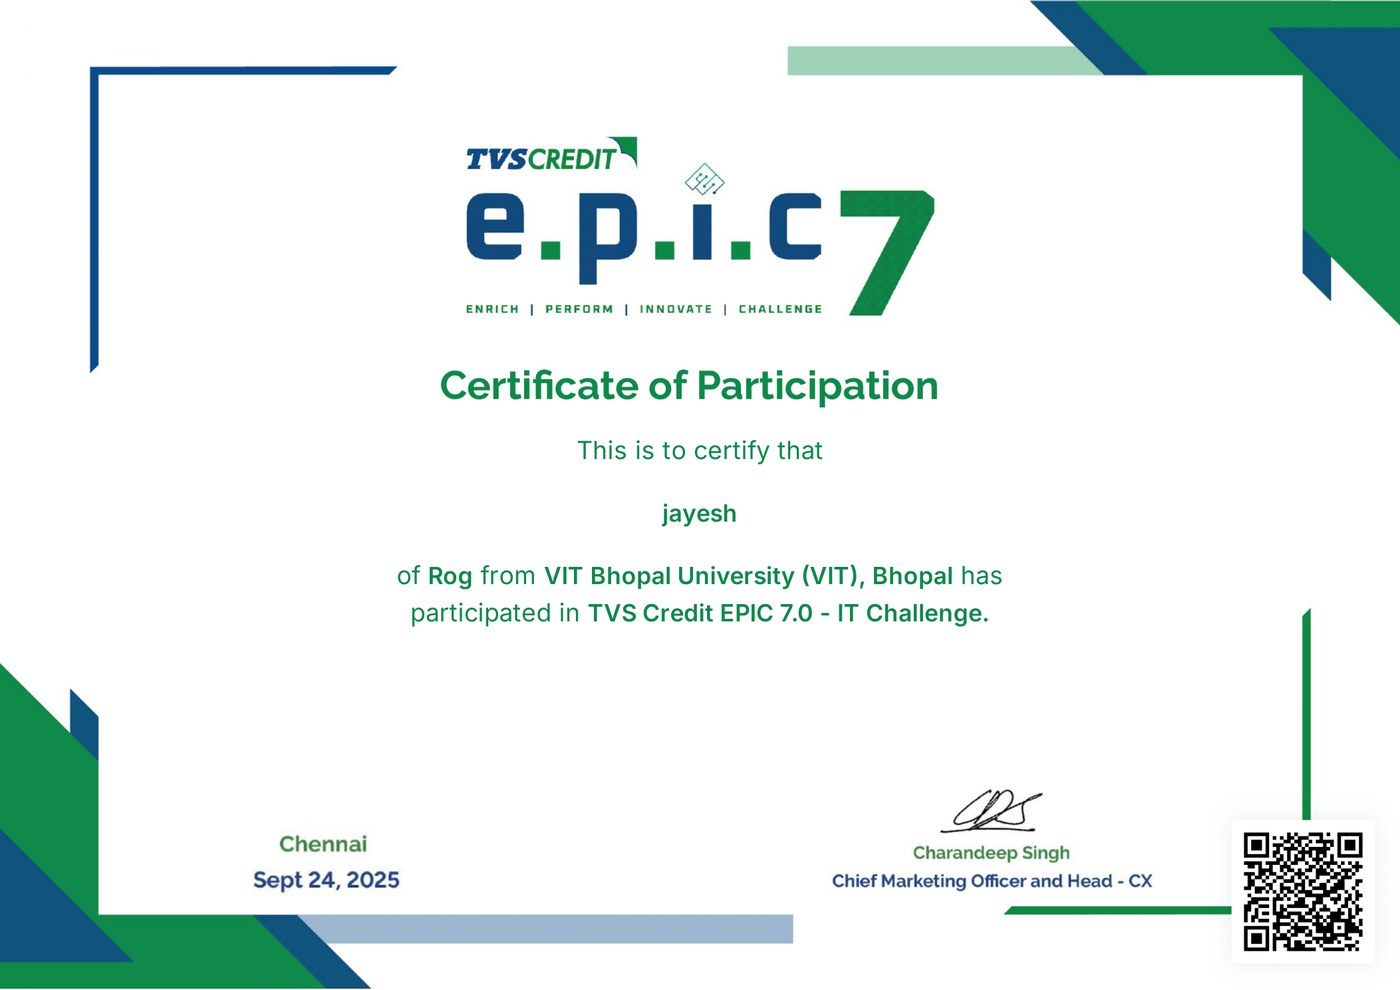 TVS CREDIT
e.p.i.c 7
ENRICH | PERFORM | INNOVATE | CHALLENGE
Certificate of Participation
This is to certify that
jayesh
of Rog from VIT Bhopal University (VIT), Bhopal has
participated in TVS Credit EPIC 7.0 - IT Challenge.
Chennai
Sept 24, 2025
Charandeep Singh
Chief Marketing Officer and Head - CX